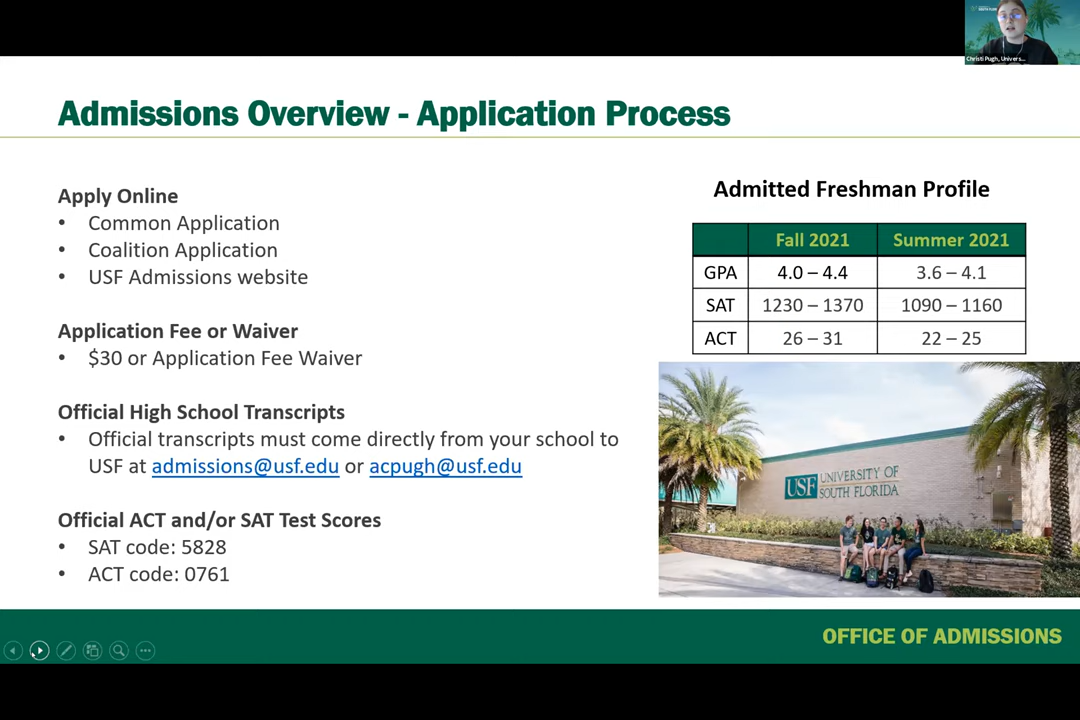 Christi Pugh, Univers...
Admissions Overview - Application Process
Apply Online
• Common Application
• Coalition Application
• USF Admissions website
Application Fee or Waiver
• $30 or Application Fee Waiver
Official High School Transcripts
• Official transcripts must come directly from your school to
USF at admissions@usf.edu or acpugh@usf.edu
Official ACT and/or SAT Test Scores
• SAT code: 5828
• ACT code: 0761
Admitted Freshman Profile
Fall 2021 Summer 2021
GPA 4.0 – 4.4 3.6 – 4.1
SAT 1230 – 1370 1090 – 1160
ACT 26 – 31 22 – 25
USF UNIVERSITY OF
SOUTH FLORIDA
OFFICE OF ADMISSIONS